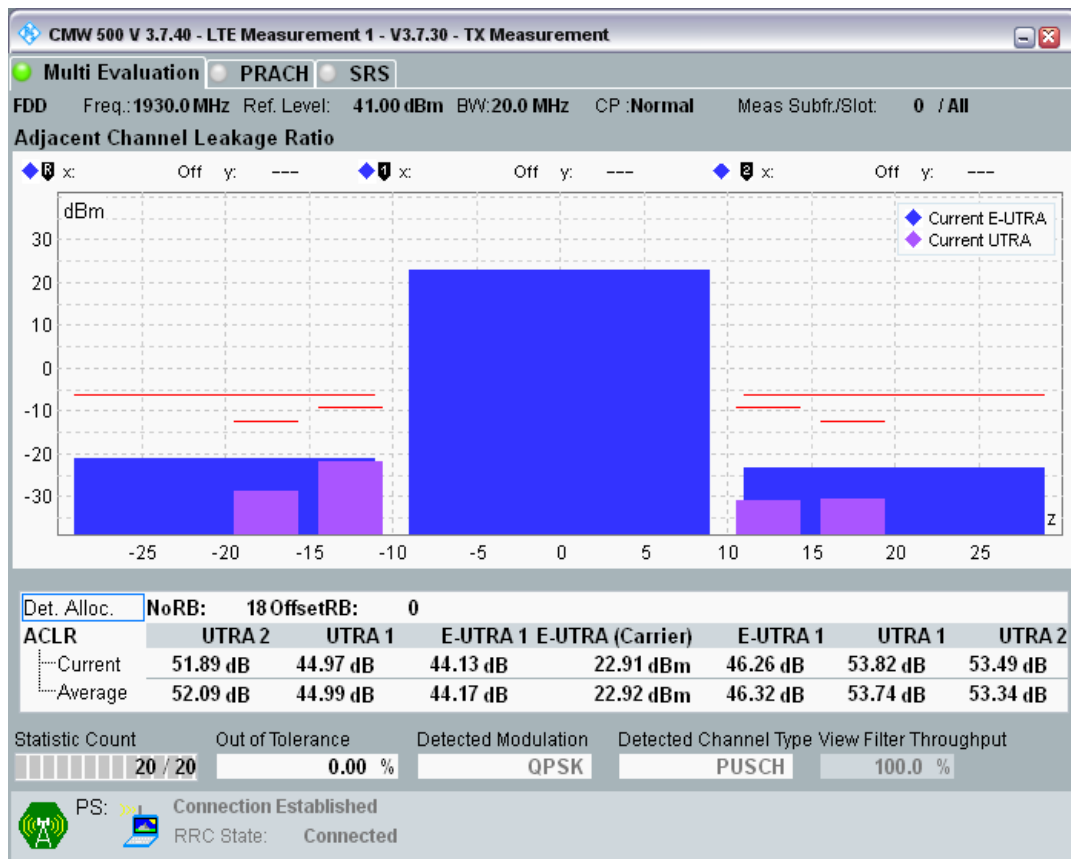 CMW 500 V 3.7.40 - LTE Measurement 1 - V3.7.30 - TX Measurement
Multi Evaluation PRACH SRS
FDD Freq.:1930.0 MHz Ref. Level: 41.00 dBm BW:20.0 MHz CP :Normal Meas Subfr./Slot: 0 / All
Adjacent Channel Leakage Ratio
R x: Off y: --- 1 x: Off y: --- 2 x: Off y: ---
dBm
Current E-UTRA
Current UTRA
30
20
10
0
-10
-20
-30
z
-25 -20 -15 -10 -5 0 5 10 15 20 25
Det. Alloc. NoRB: 18 OffsetRB: 0
ACLR UTRA 2 UTRA 1 E-UTRA 1 E-UTRA (Carrier) E-UTRA 1 UTRA 1 UTRA 2
Current 51.89 dB 44.97 dB 44.13 dB 22.91 dBm 46.26 dB 53.82 dB 53.49 dB
Average 52.09 dB 44.99 dB 44.17 dB 22.92 dBm 46.32 dB 53.74 dB 53.34 dB
Statistic Count Out of Tolerance Detected Modulation Detected Channel Type View Filter Throughput
20 / 20 0.00 % QPSK PUSCH 100.0 %
PS: Connection Established
RRC State: Connected